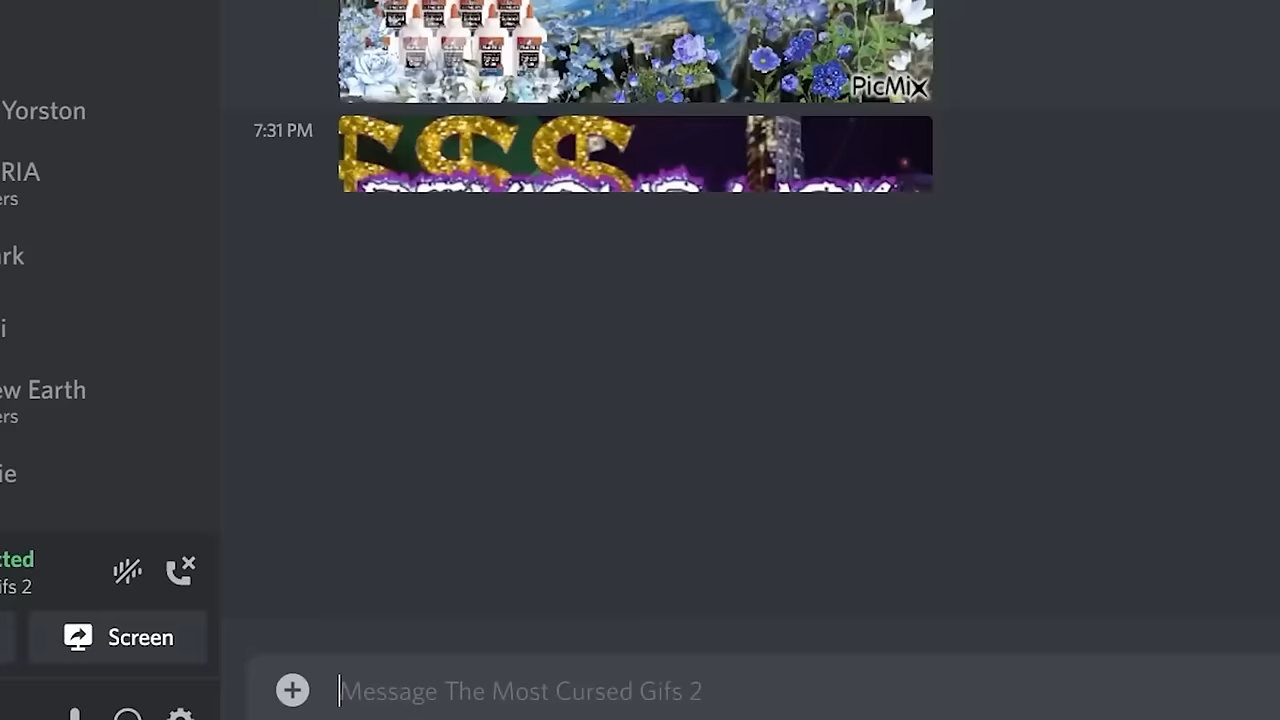 PicMix
Yorston
7:31 PM
RIA
ers
ark
i
ew Earth
ers
ie
cted
ifs 2
Screen
Message The Most Cursed Gifs 2